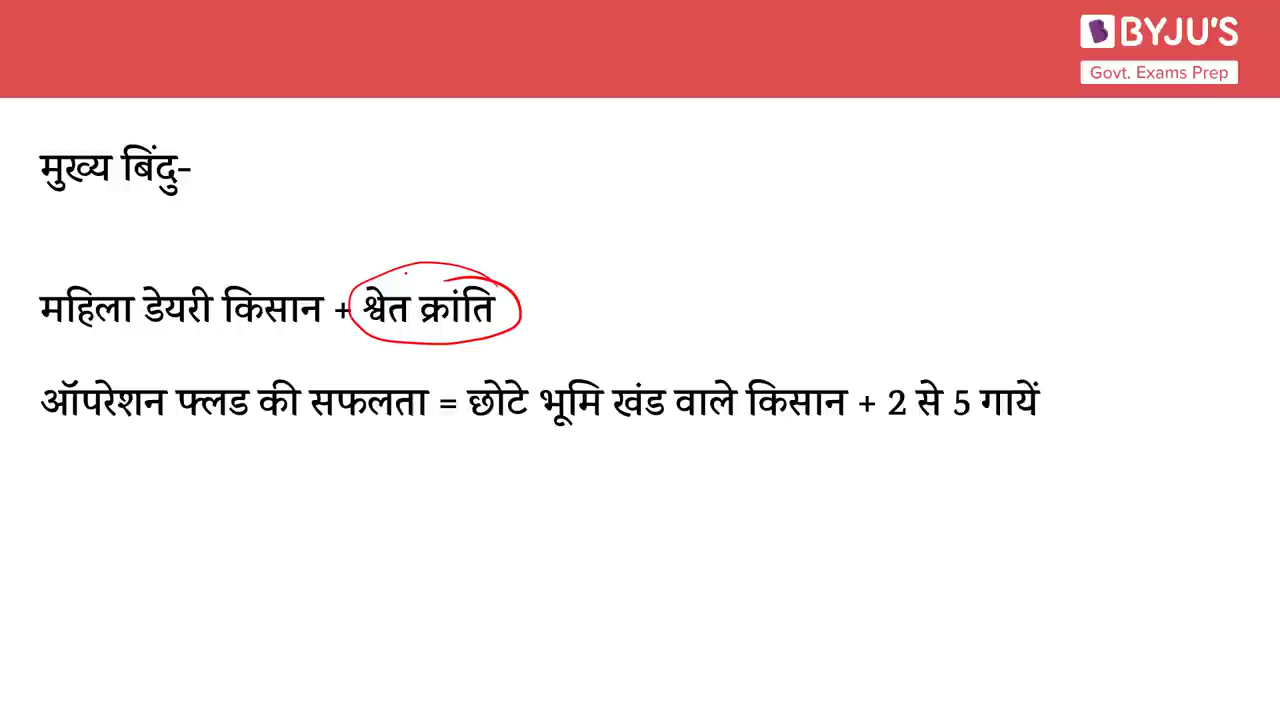 BYJU'S
Govt. Exams Prep
मुख्य बिंदु-
महिला डेयरी किसान + श्वेत क्रांति
ऑपरेशन फ्लड की सफलता = छोटे भूमि खंड वाले किसान + 2 से 5 गायें